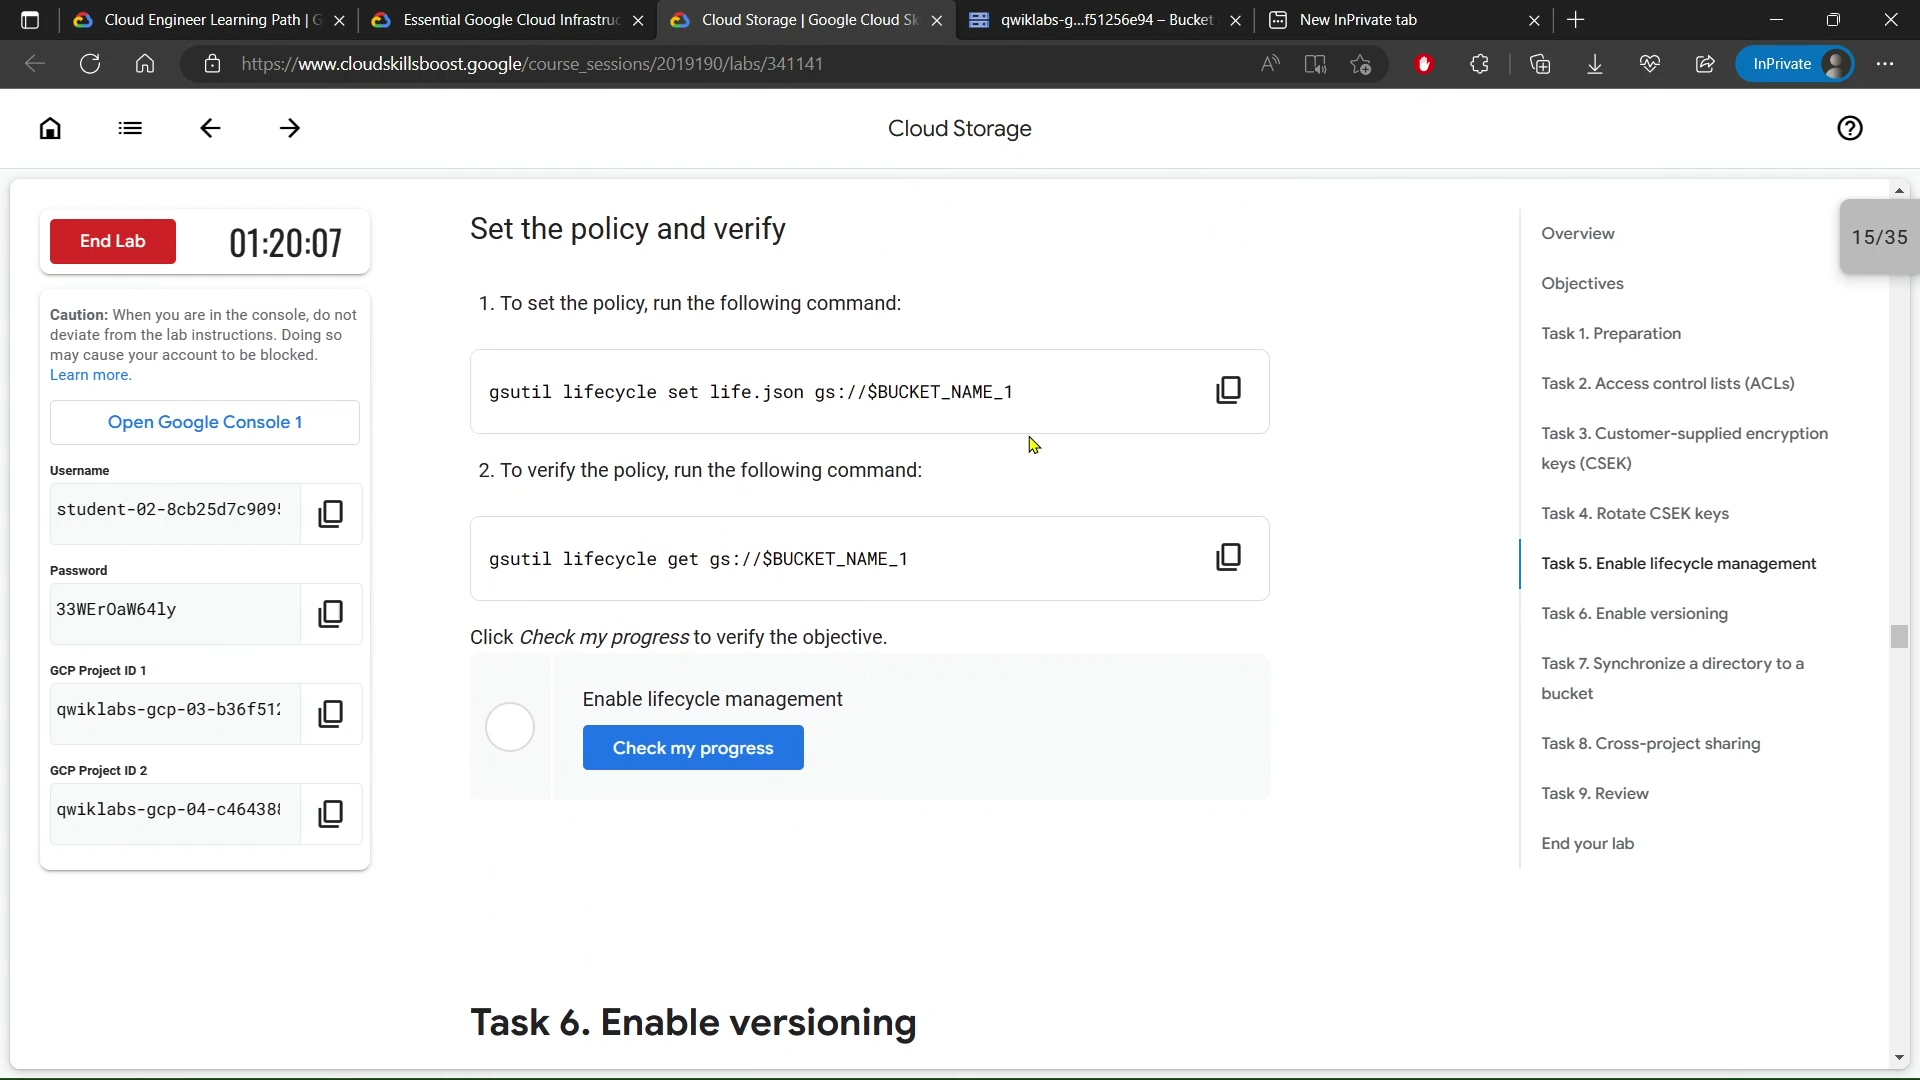 Cloud Engineer Learning Path | G
Essential Google Cloud Infrastruc
Cloud Storage | Google Cloud Sk
qwiklabs-g...f51256e94 – Bucket
New InPrivate tab
https://www.cloudskillsboost.google/course_sessions/2019190/labs/341141
InPrivate
Cloud Storage
End Lab
01:20:07
Caution: When you are in the console, do not
deviate from the lab instructions. Doing so
may cause your account to be blocked.
Learn more.
Open Google Console 1
Username
student-02-8cb25d7c909
Password
33WErOaW64ly
GCP Project ID 1
qwiklabs-gcp-03-b36f512
GCP Project ID 2
qwiklabs-gcp-04-c46438
Set the policy and verify
1. To set the policy, run the following command:
gsutil lifecycle set life.json gs://$BUCKET_NAME_1
2. To verify the policy, run the following command:
gsutil lifecycle get gs://$BUCKET_NAME_1
Click Check my progress to verify the objective.
Enable lifecycle management
Check my progress
Task 6. Enable versioning
Overview
Objectives
Task 1. Preparation
Task 2. Access control lists (ACLs)
Task 3. Customer-supplied encryption
keys (CSEK)
Task 4. Rotate CSEK keys
Task 5. Enable lifecycle management
Task 6. Enable versioning
Task 7. Synchronize a directory to a
bucket
Task 8. Cross-project sharing
Task 9. Review
End your lab
15/35